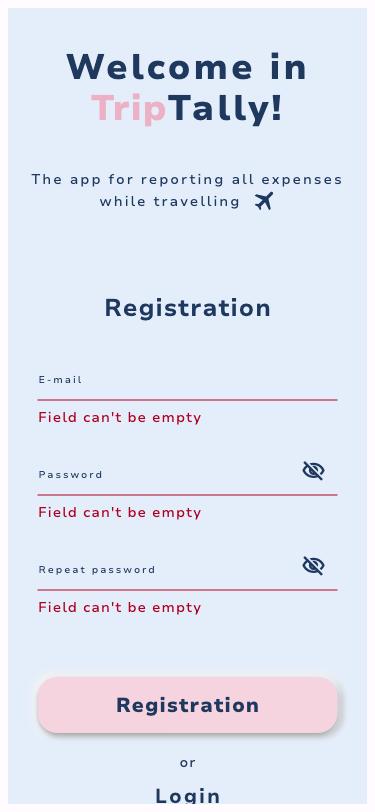 Welcome in
TripTally!
The app for reporting all expenses
while travelling
Registration
E-mail
Field can't be empty
Password
Field can't be empty
Repeat password
Field can't be empty
Registration
or
Login